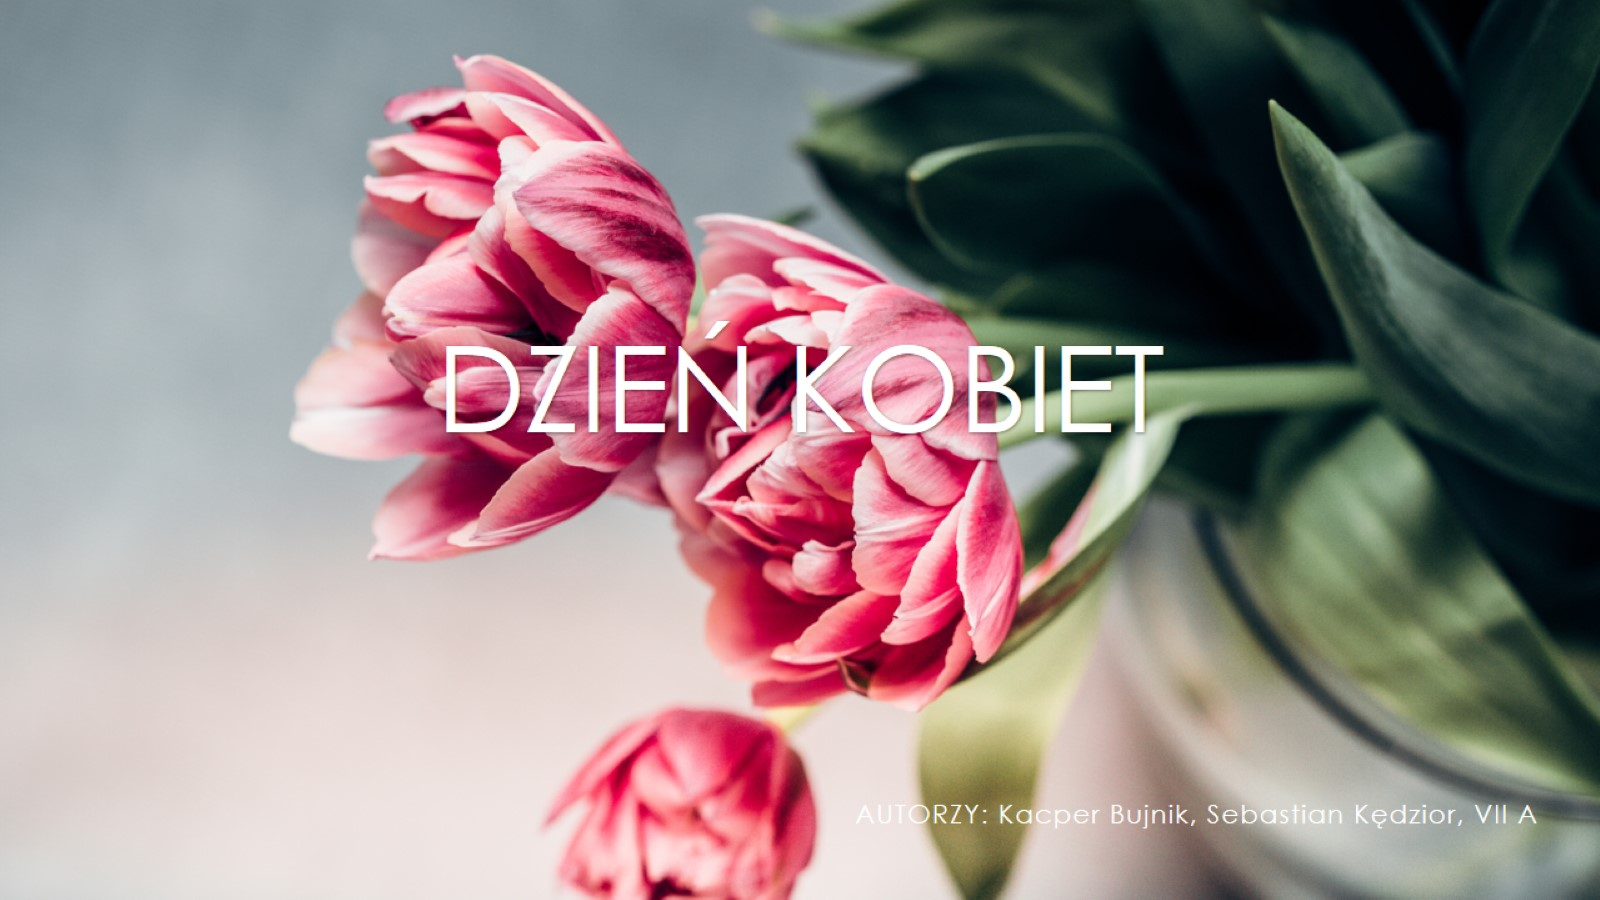 DZIEŃ KOBIET
AUTORZY: Kacper Bujnik, Sebastian Kędzior, VII A